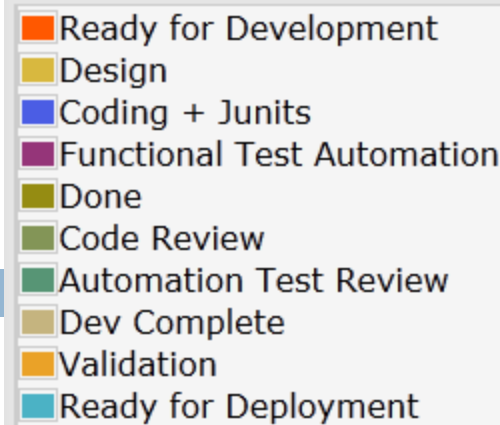 Ready for Development
Design
Coding + Junits
Functional Test Automation
Done
Code Review
Automation Test Review
Dev Complete
Validation
Ready for Deployment